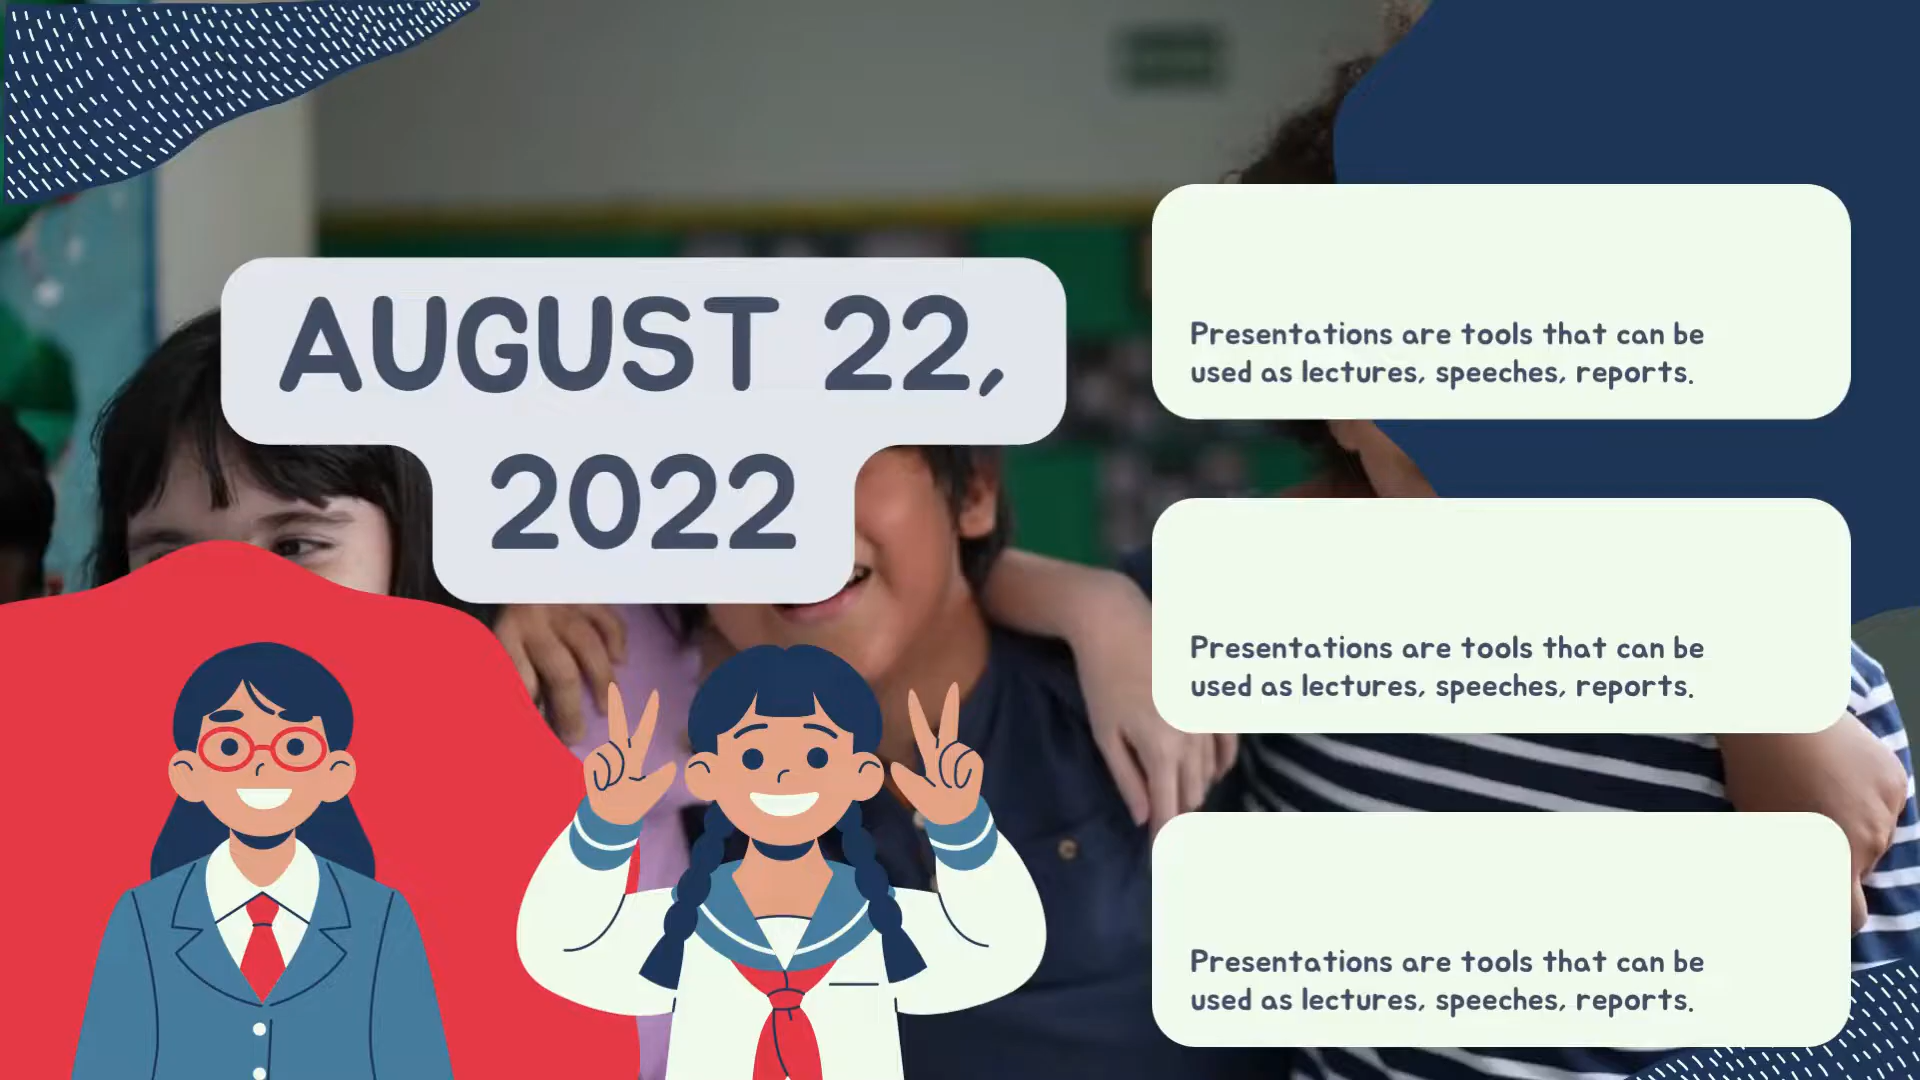 AUGUST 22,
2022
Presentations are tools that can be
used as lectures, speeches, reports.
Presentations are tools that can be
used as lectures, speeches, reports.
Presentations are tools that can be
used as lectures, speeches, reports.